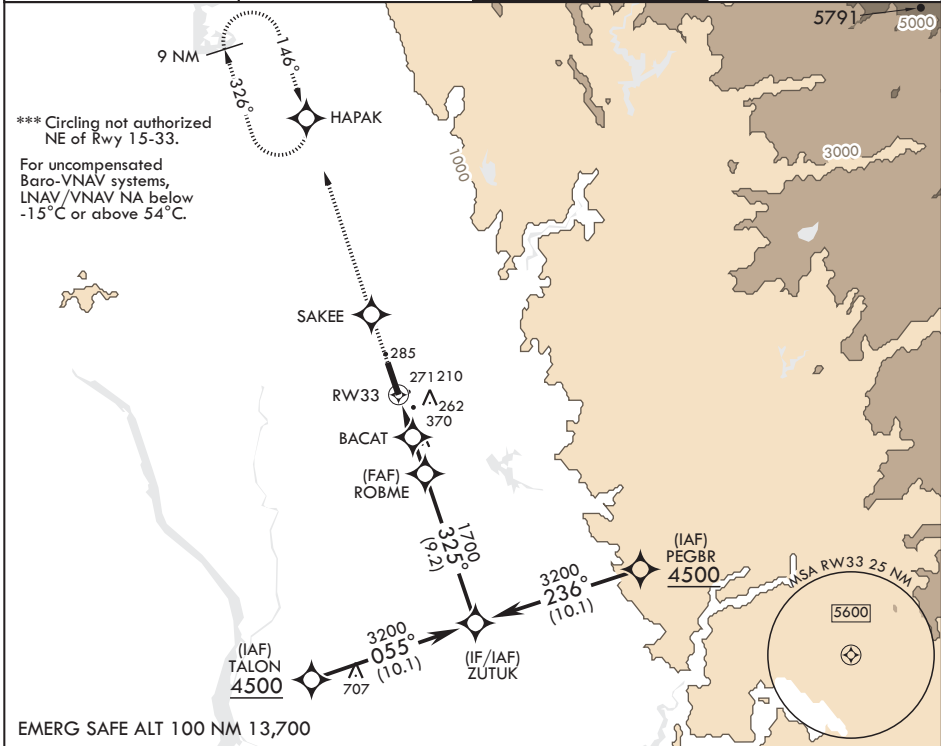 5791
5000
9 NM
146°
326°
HAPAK
*** Circling not authorized
NE of Rwy 15-33.
For uncompensated
Baro-VNAV systems,
LNAV/VNAV NA below
-15°C or above 54°C.
1000
3000
SAKEE
285
RW33
271
210
262
370
BACAT
(FAF)
ROBME
1700
325°
(9.2)
(IAF)
PEGBR
4500
3200
236°
(10.1)
MSA RW33 25 NM
5600
3200
055°
(10.1)
(IAF)
TALON
4500
707
(IF/IAF)
ZUTUK
EMERG SAFE ALT 100 NM 13,700